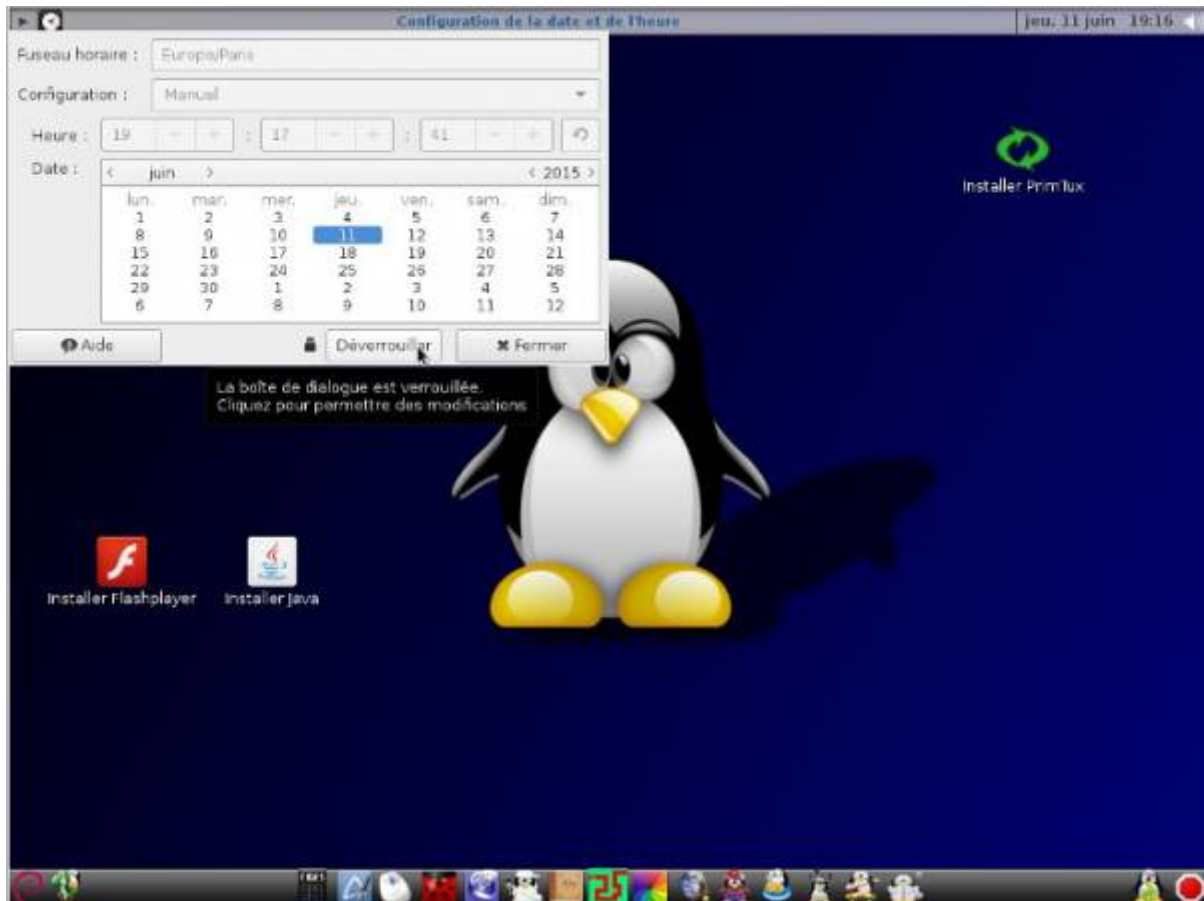 Configuration de la date et de l'heure
jeu, 11 juin 19:16
Fuseau horaire : Europe/Paris
Configuration : Manuel
Heure : 19 - + : 17 - + : 41 - +
Date : < juin > < 2015 >
lun. mar. mer. jeu. ven. sam. dim.
1 2 3 4 5 6 7
8 9 10 11 12 13 14
15 16 17 18 19 20 21
22 23 24 25 26 27 28
29 30 1 2 3 4 5
6 7 8 9 10 11 12
Aide Déverrouiller Fermer
La boîte de dialogue est verrouillée.
Cliquez pour permettre des modifications
Installer PrimTux
Installer Flashplayer Installer Java